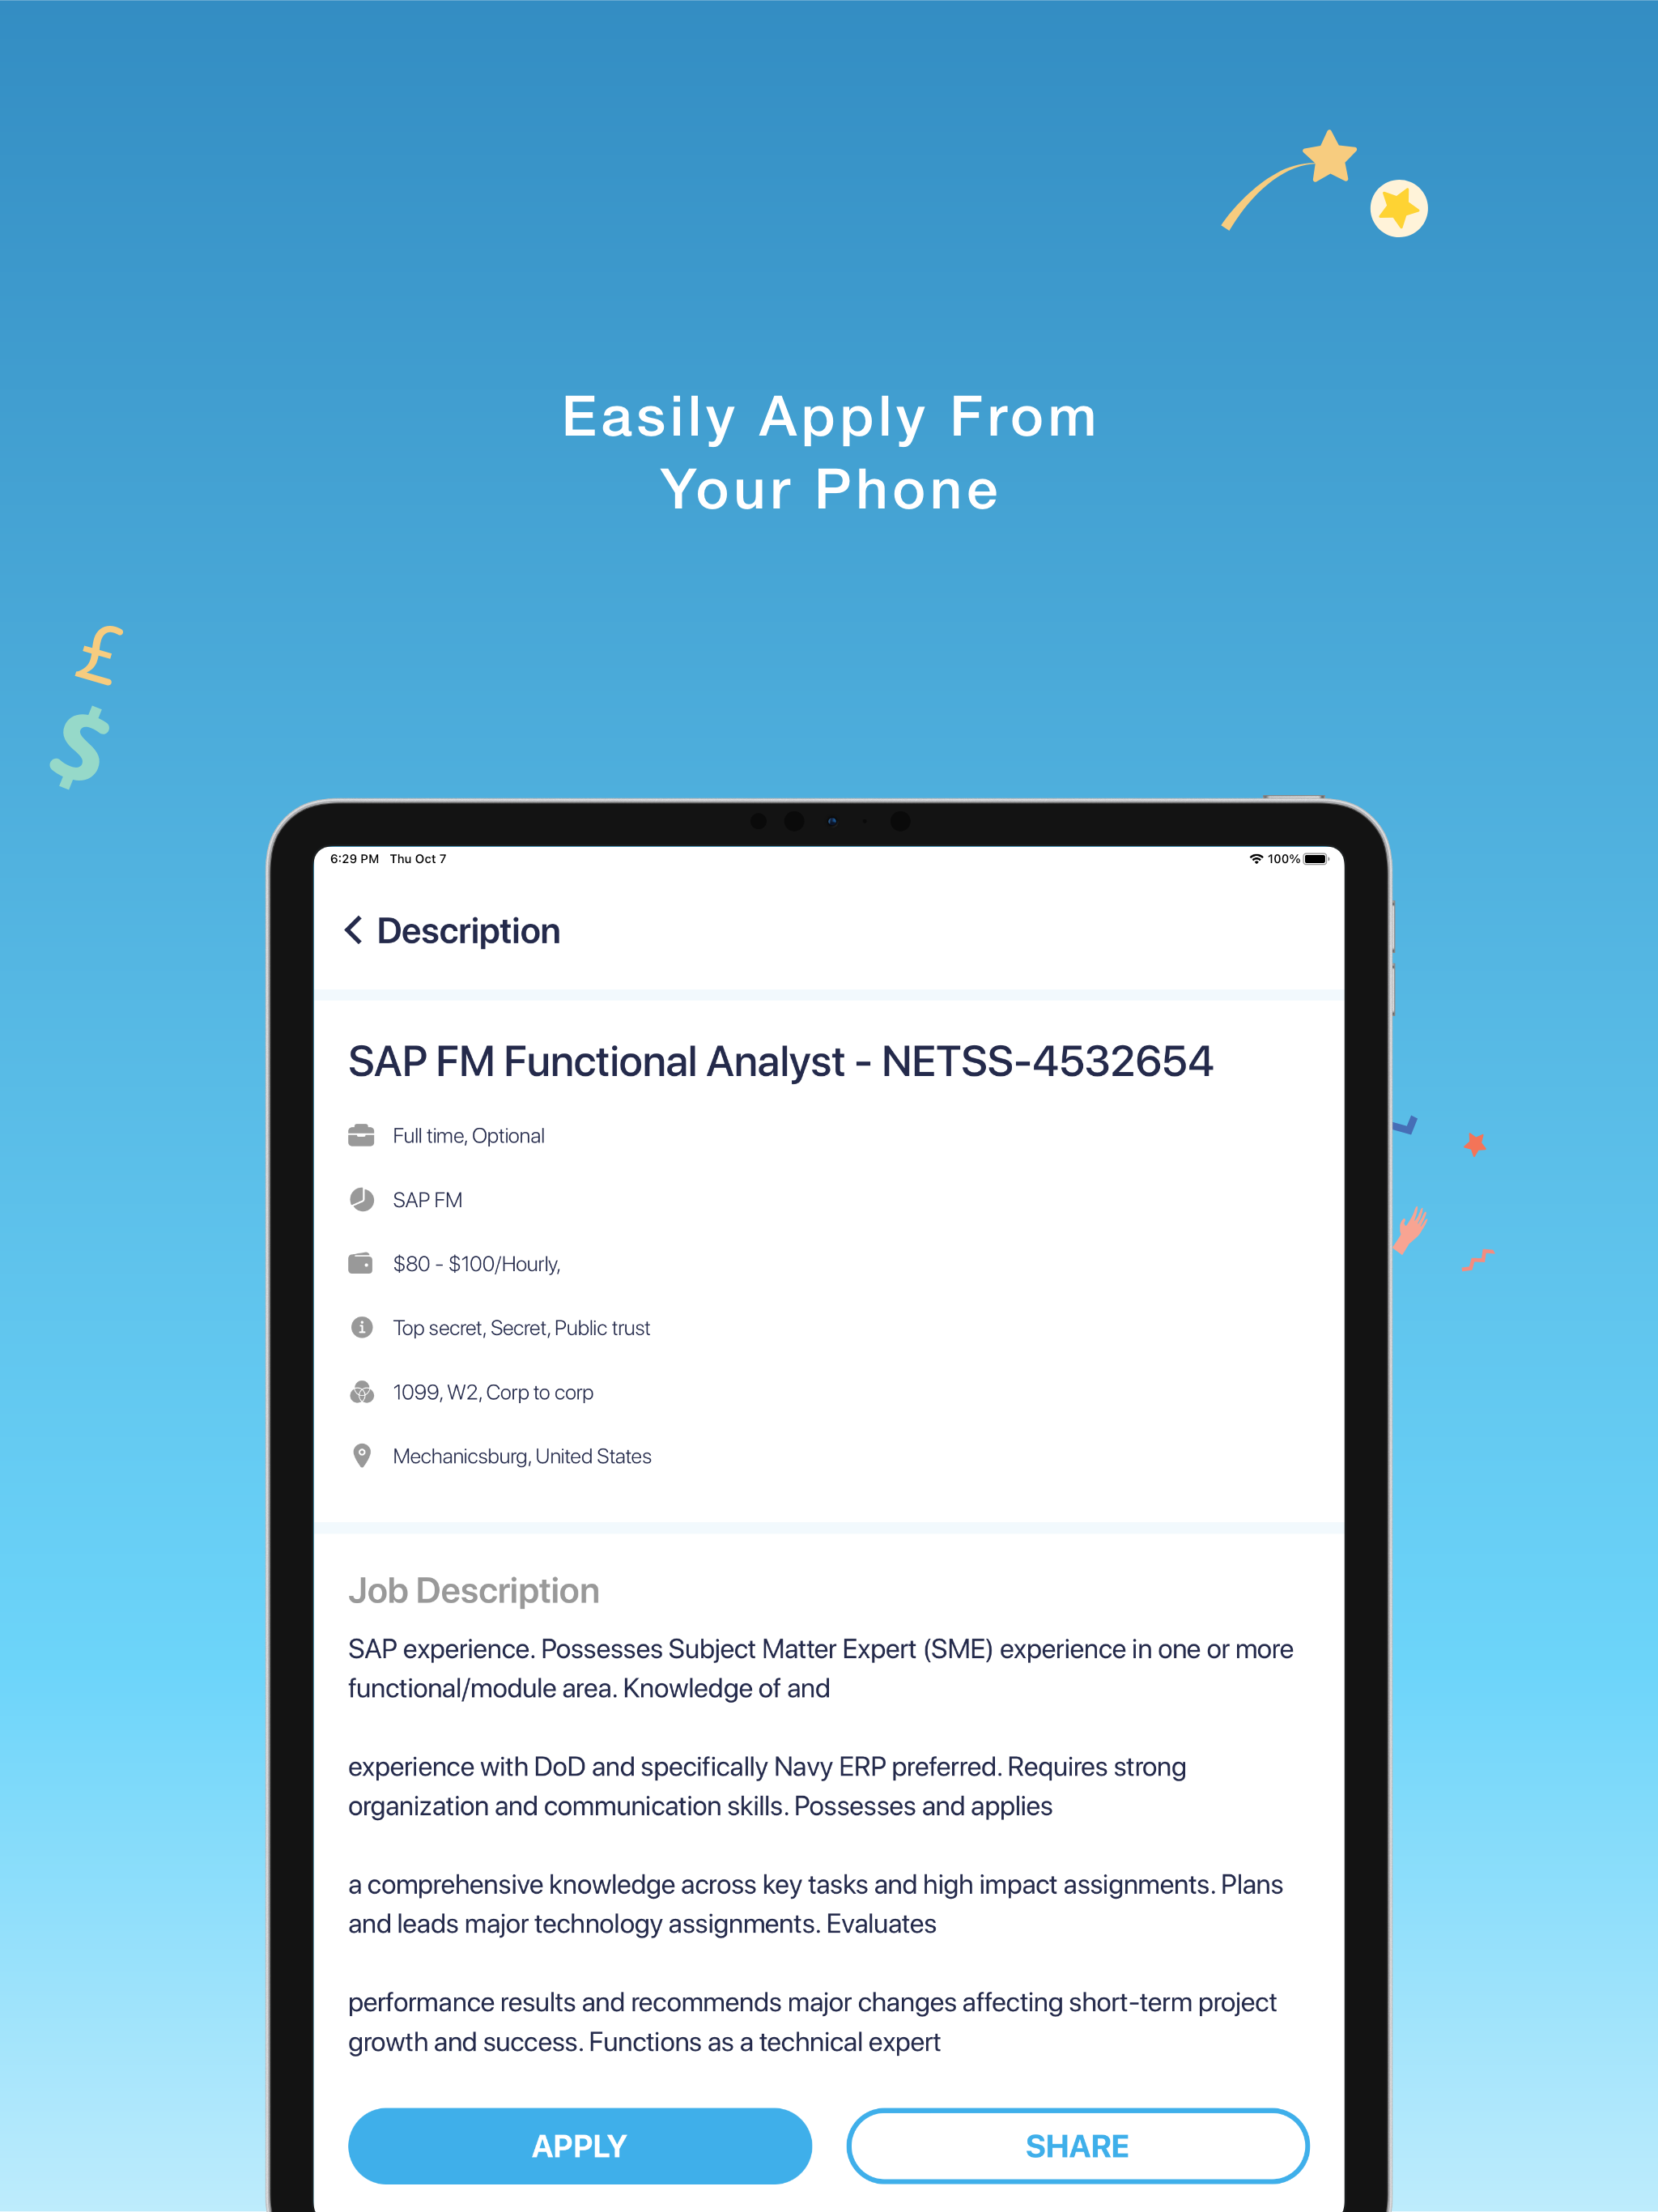 Easily Apply From
Your Phone
£
$
6:29 PM Thu Oct 7
100%
Description
SAP FM Functional Analyst - NETSS-4532654
Full time, Optional
SAP FM
$80 - $100/Hourly,
Top secret, Secret, Public trust
1099, W2, Corp to corp
Mechanicsburg, United States
Job Description
SAP experience. Possesses Subject Matter Expert (SME) experience in one or more
functional/module area. Knowledge of and
experience with DoD and specifically Navy ERP preferred. Requires strong
organization and communication skills. Possesses and applies
a comprehensive knowledge across key tasks and high impact assignments. Plans
and leads major technology assignments. Evaluates
performance results and recommends major changes affecting short-term project
growth and success. Functions as a technical expert
APPLY
SHARE